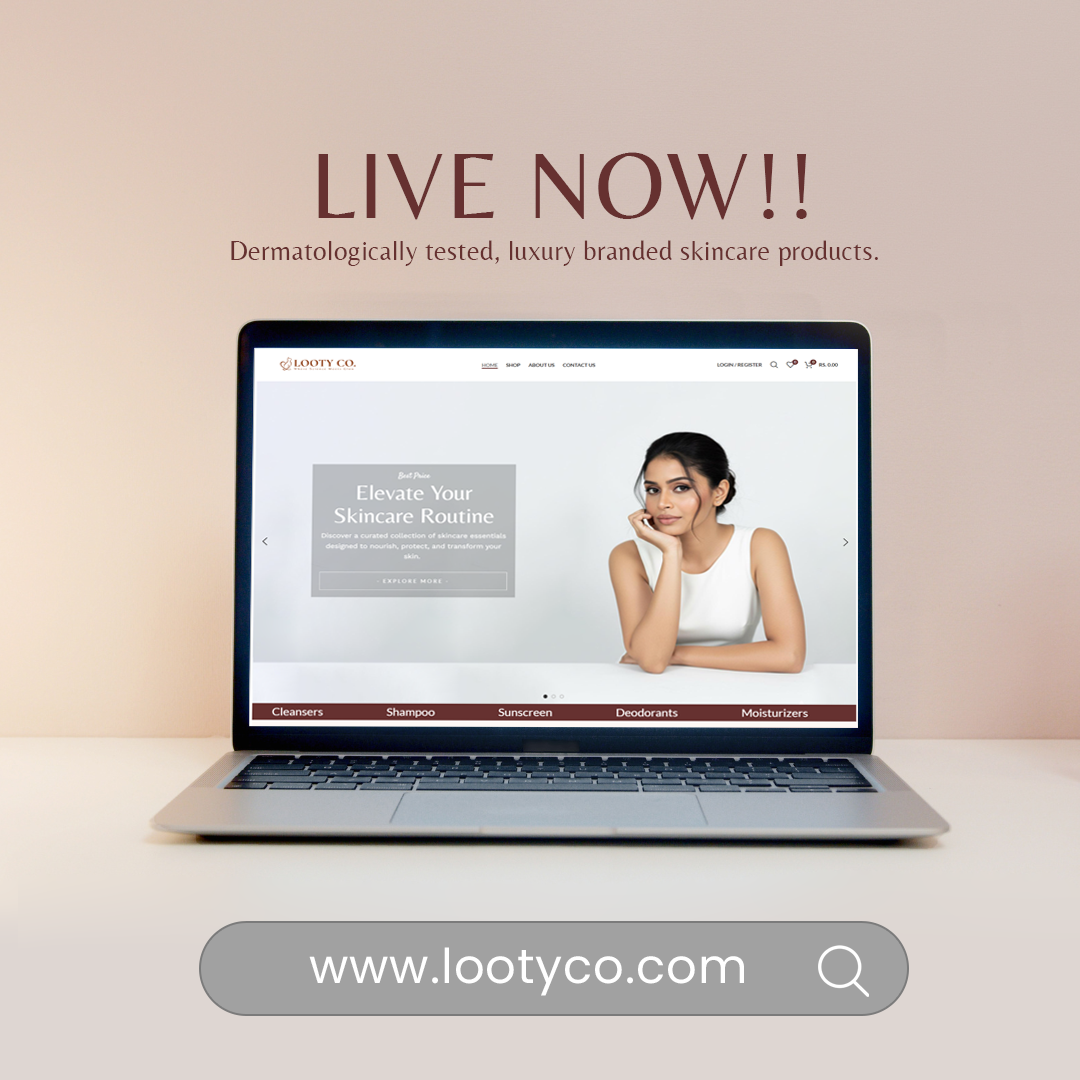 LIVE NOW!!
Dermatologically tested, luxury branded skincare products.
LOOTY CO.
HOME SHOP ABOUT US CONTACT US
LOGIN / REGISTER 0 0 RS. 0.00
Best Price
Elevate Your
Skincare Routine
Discover a curated collection of skincare essentials
designed to nourish, protect, and transform your
skin.
- EXPLORE MORE -
Cleansers Shampoo Sunscreen Deodorants Moisturizers
www.lootyco.com